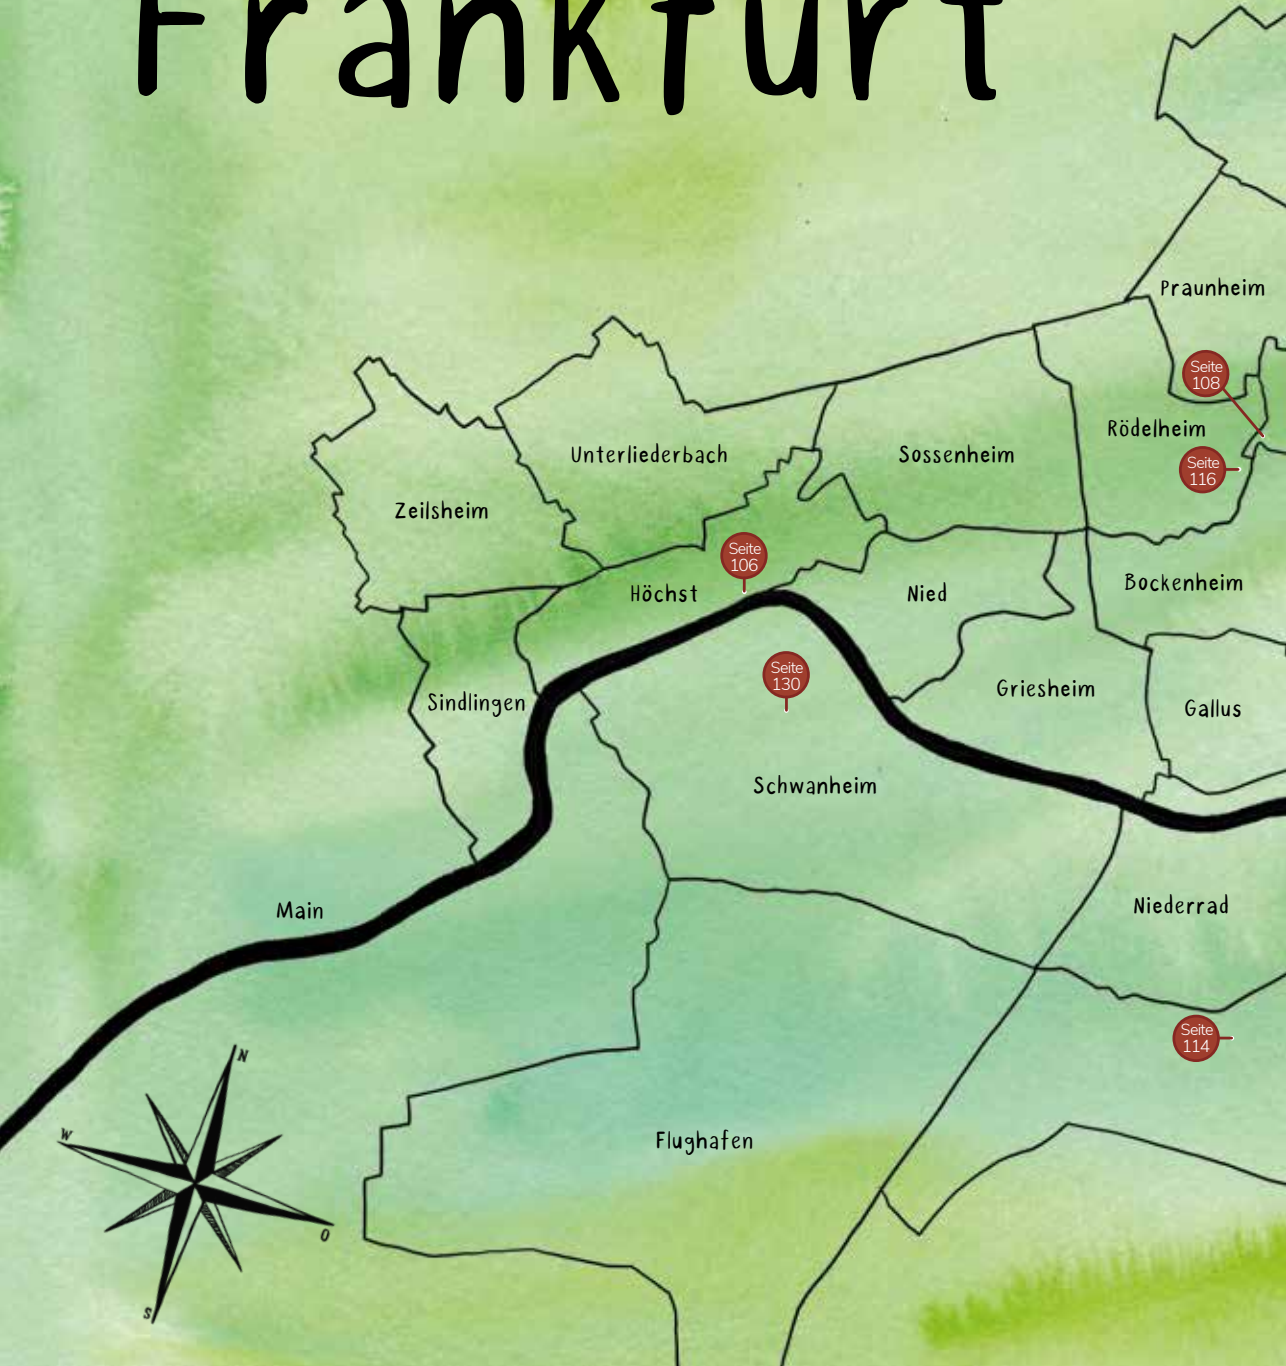 Frankfurt
Praunheim
Seite
108
Rödelheim
Unterliederbach
Sossenheim
Seite
116
Zeilsheim
Seite
106
Höchst
Nied
Bockenheim
Seite
130
Sindlingen
Griesheim
Gallus
Schwanheim
Main
Niederrad
Seite
114
Flughafen
N
W
O
S